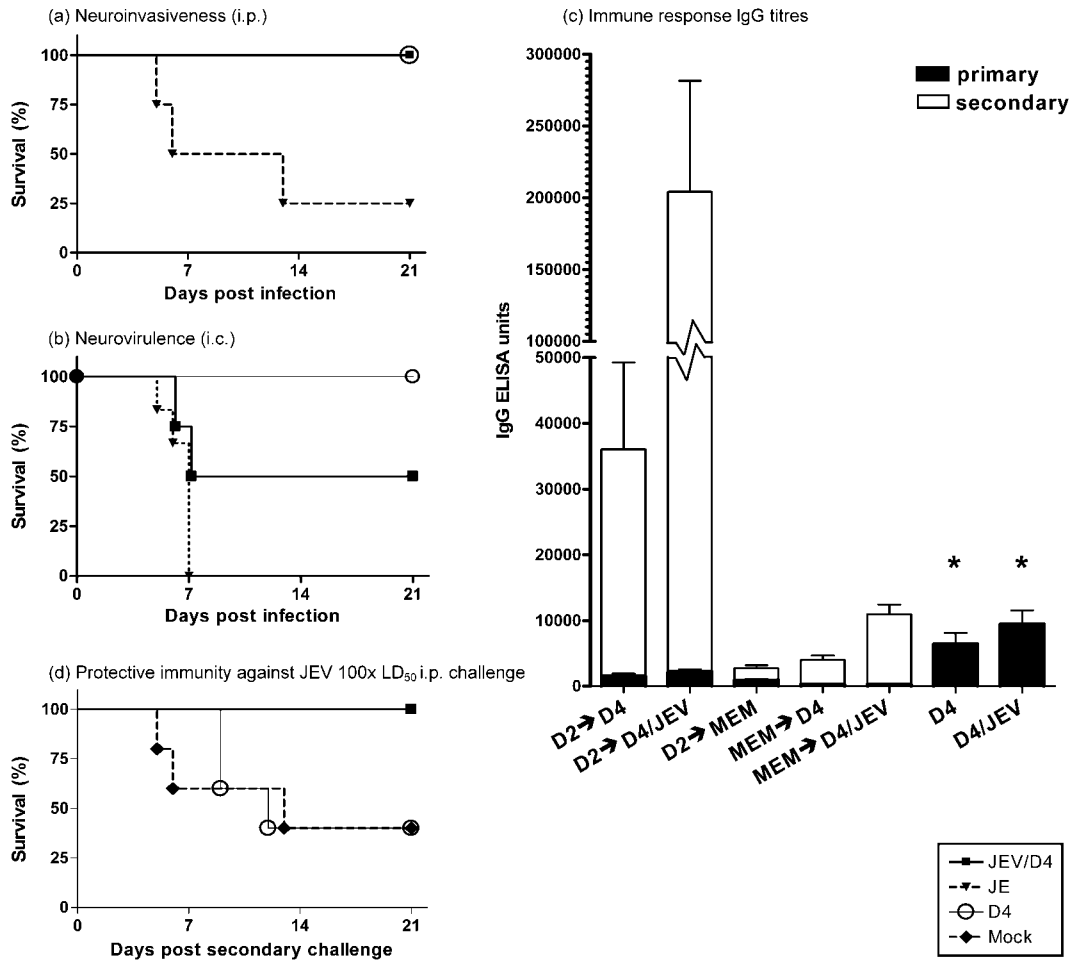 (a) Neuroinvasiveness (i.p.)
100
75
50
25
0
Survival (%)
0 7 14 21
Days post infection
(b) Neurovirulence (i.c.)
100
75
50
25
0
Survival (%)
0 7 14 21
Days post infection
(d) Protective immunity against JEV 100x LD50 i.p. challenge
100
75
50
25
0
Survival (%)
0 7 14 21
Days post secondary challenge
(c) Immune response IgG titres
300000
250000
200000
150000
100000
50000
40000
30000
20000
10000
0
IgG ELISA units
primary
secondary
* *
D2➔D4
D2➔D4/JEV
D2➔MEM
MEM➔D4
MEM➔D4/JEV
D4
D4/JEV
JEV/D4
JE
D4
Mock